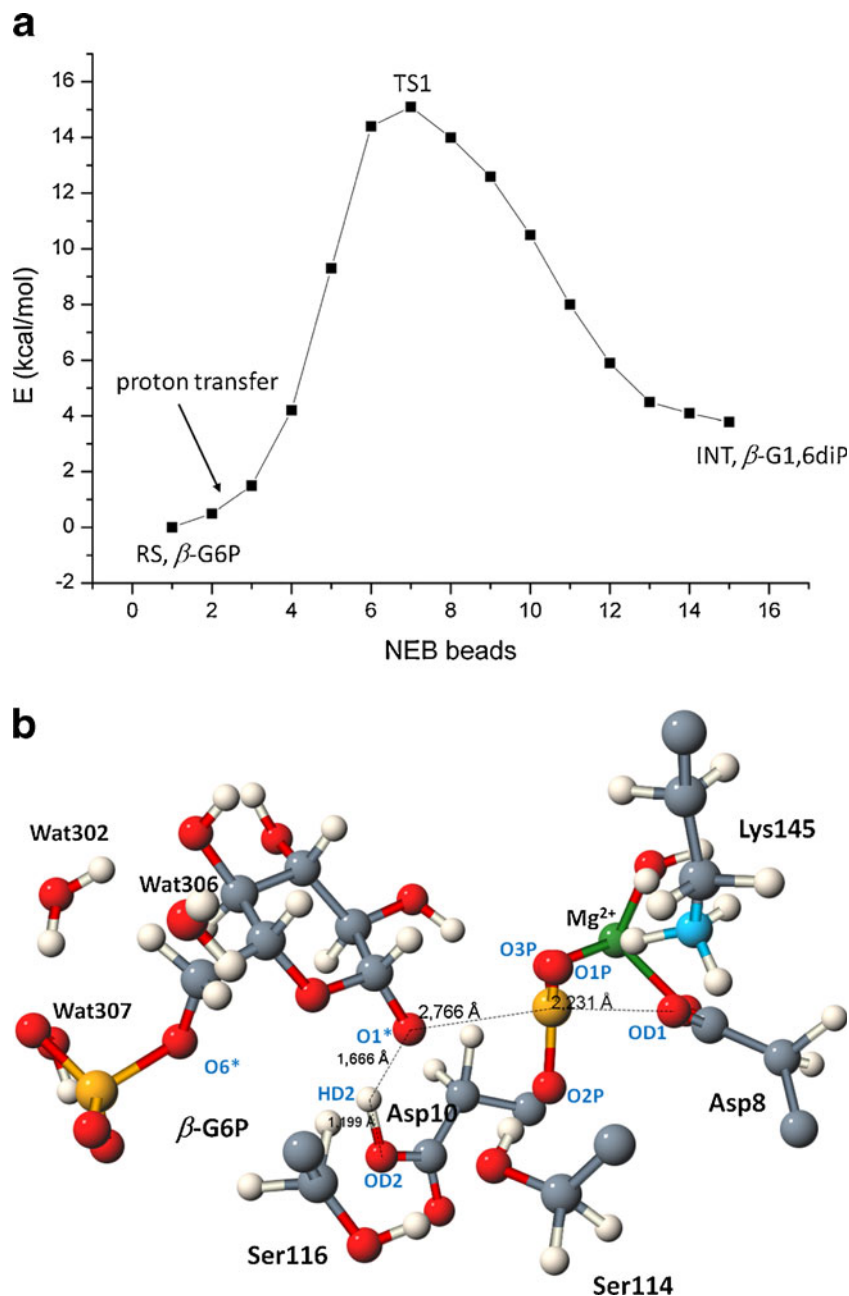 a
16
14
12
10
8
6
4
2
0
-2
E (kcal/mol)
TS1
proton transfer
RS, β-G6P
INT, β-G1,6diP
0 2 4 6 8 10 12 14 16
NEB beads
b
Wat302
Wat306
Wat307
Lys145
Mg²⁺
O3P
O1P
2,766 Å
2,231 Å
O1*
OD1
1,666 Å
O6*
HD2
Asp10
O2P
Asp8
β-G6P
1,199 Å
OD2
Ser116
Ser114